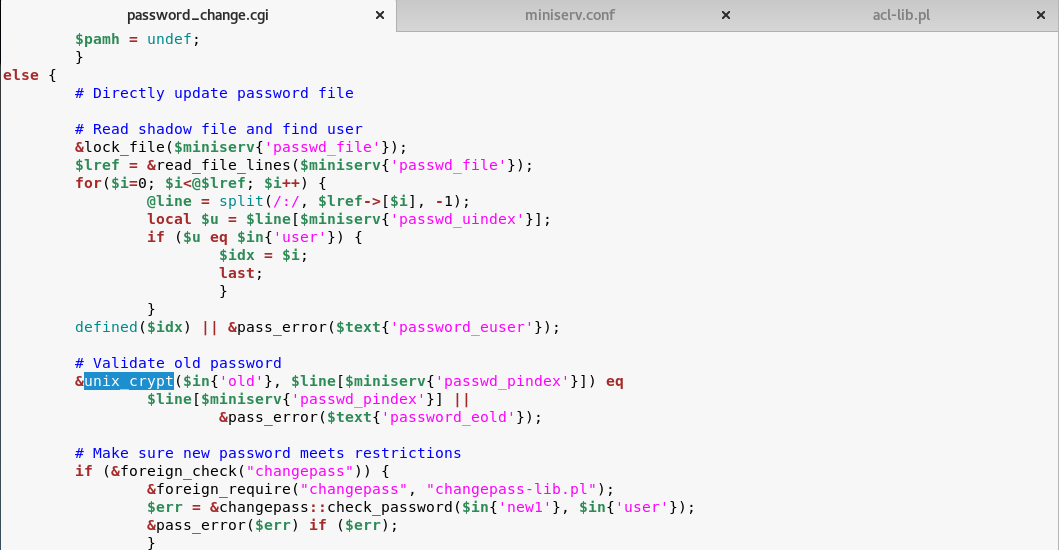 password_change.cgi × miniserv.conf × acl-lib.pl ×
$pamh = undef;
}
else {
# Directly update password file
# Read shadow file and find user
&lock_file($miniserv{'passwd_file'});
$lref = &read_file_lines($miniserv{'passwd_file'});
for($i=0; $i<@$lref; $i++) {
@line = split(/:/, $lref->[$i], -1);
local $u = $line[$miniserv{'passwd_uindex'}];
if ($u eq $in{'user'}) {
$idx = $i;
last;
}
}
defined($idx) || &pass_error($text{'password_euser'});
# Validate old password
&unix_crypt($in{'old'}, $line[$miniserv{'passwd_pindex'}]) eq
$line[$miniserv{'passwd_pindex'}] ||
&pass_error($text{'password_eold'});
# Make sure new password meets restrictions
if (&foreign_check("changepass")) {
&foreign_require("changepass", "changepass-lib.pl");
$err = &changepass::check_password($in{'new1'}, $in{'user'});
&pass_error($err) if ($err);
}